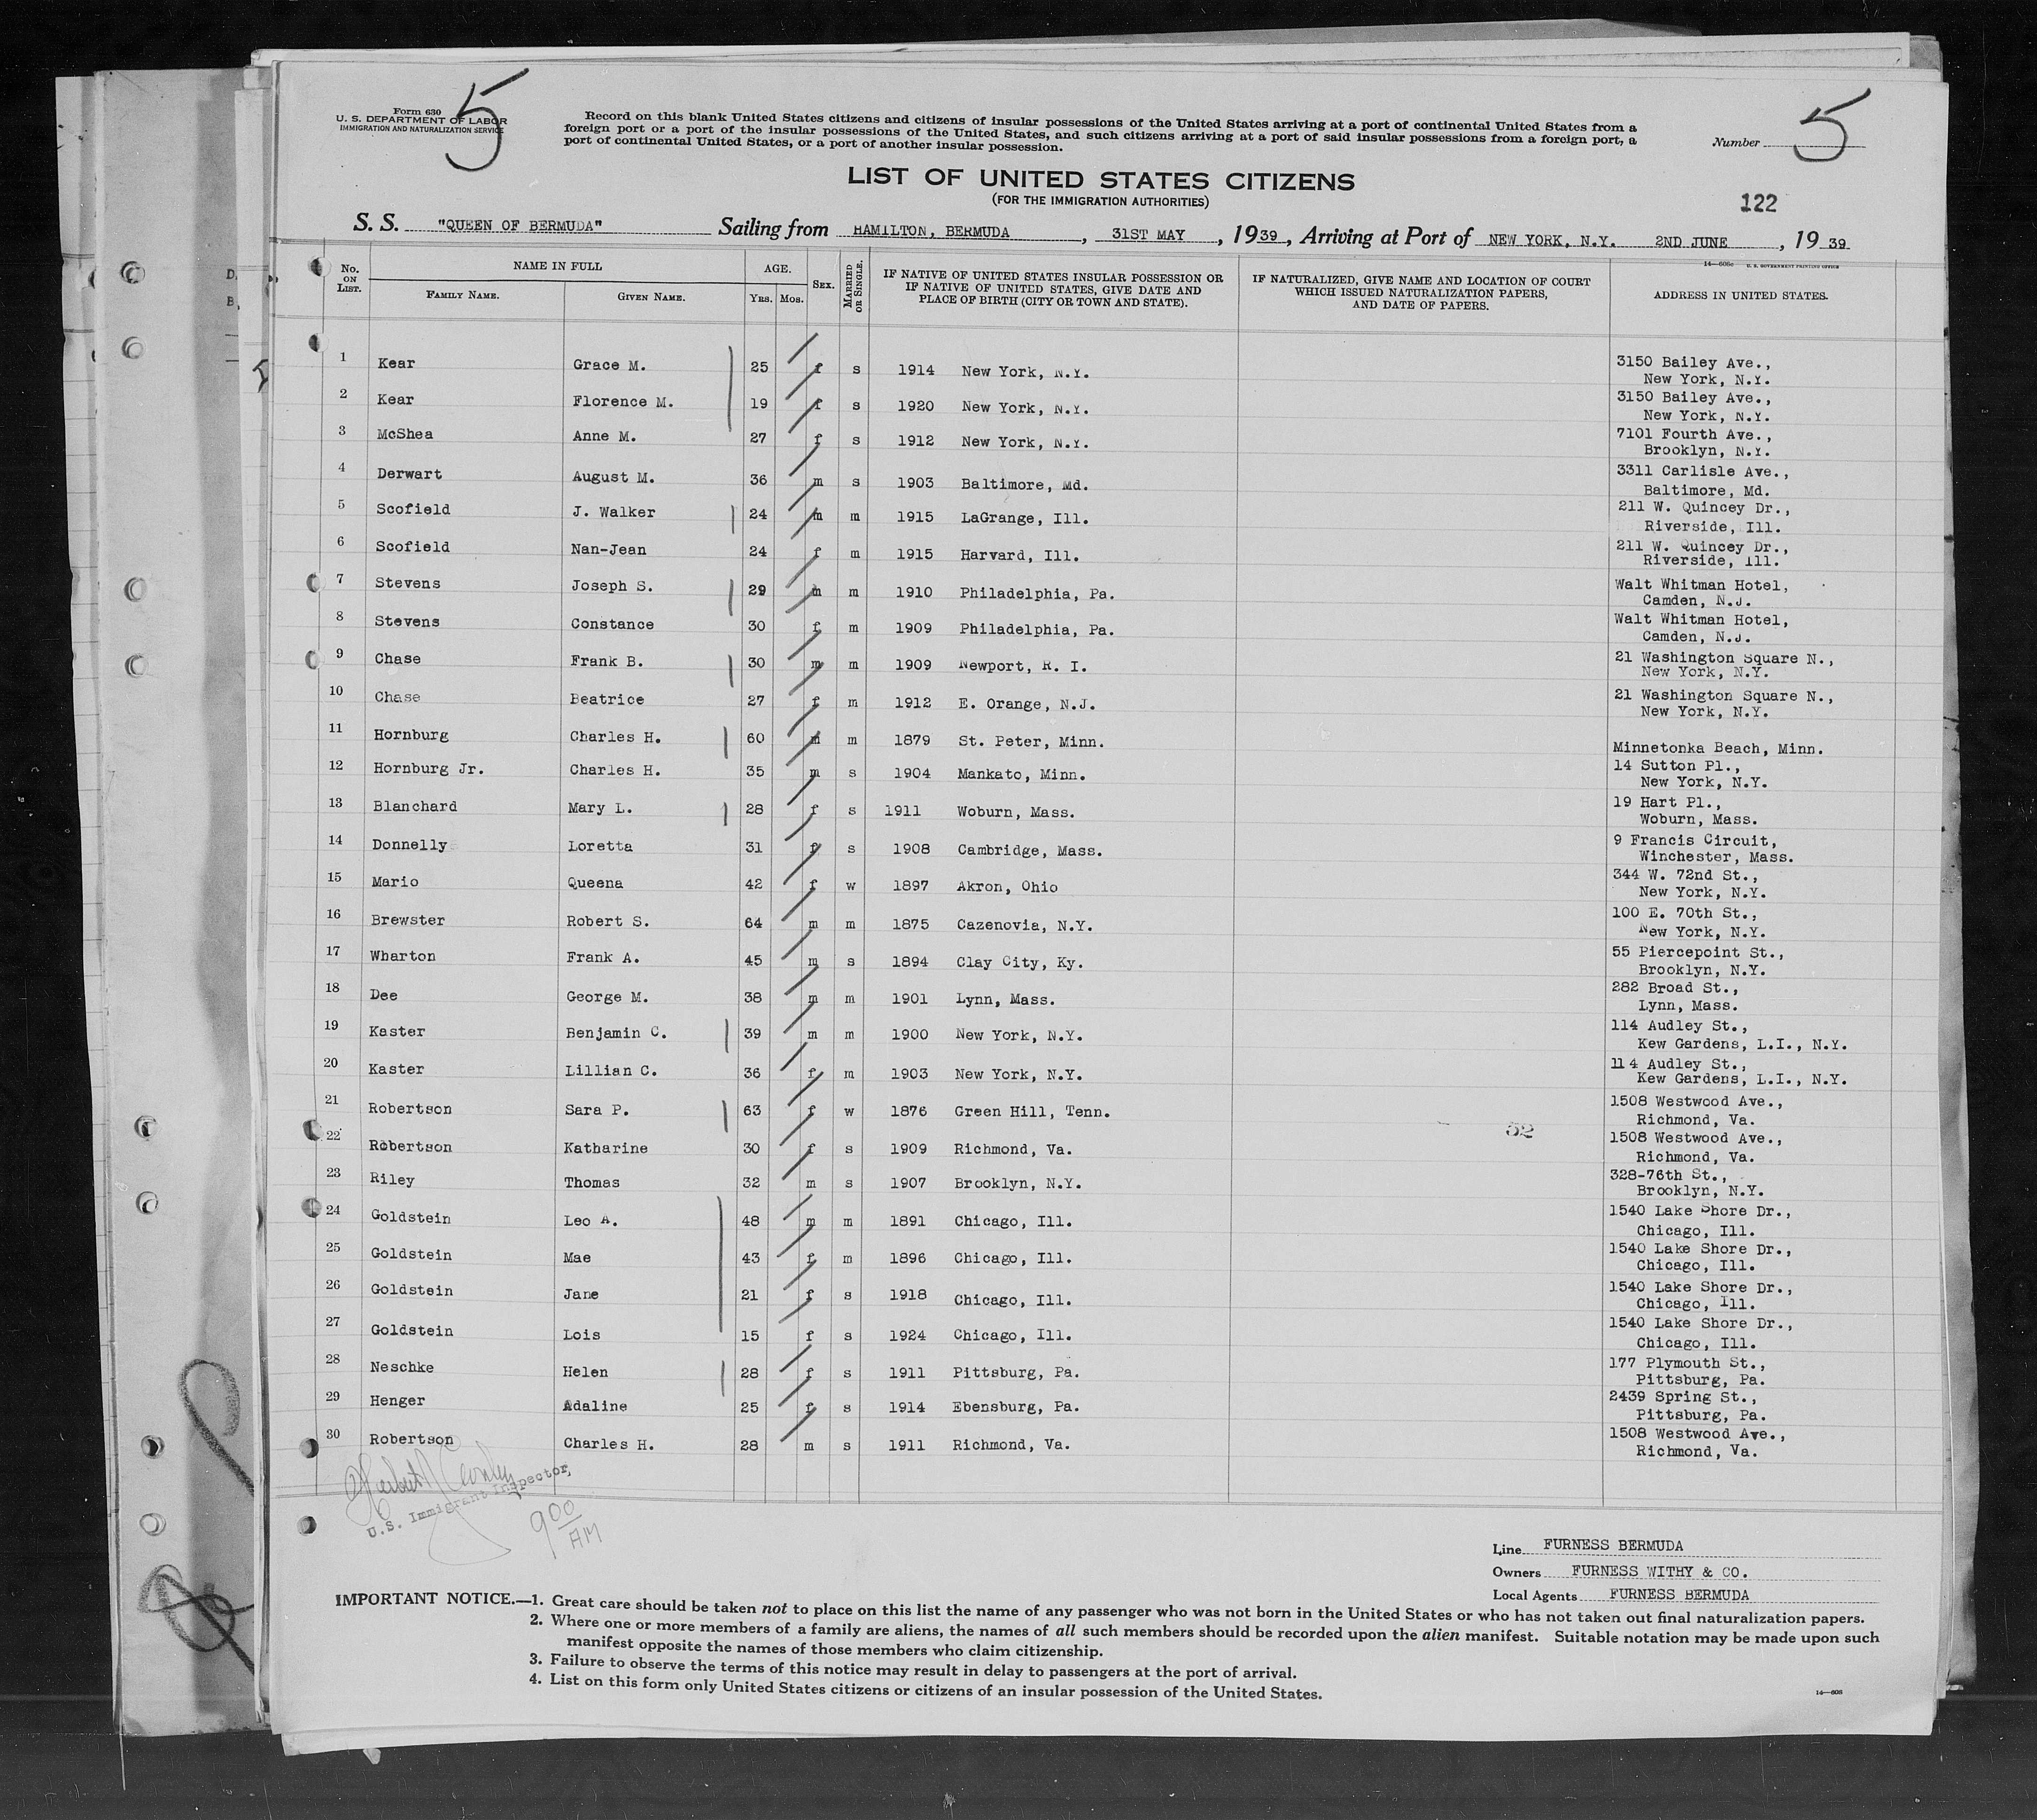 Form 630
U. S. DEPARTMENT OF LABOR
IMMIGRATION AND NATURALIZATION SERVICE
5
Record on this blank United States citizens and citizens of insular possessions of the United States arriving at a port of continental United States from a
foreign port or a port of the insular possessions of the United States, and such citizens arriving at a port of said insular possessions from a foreign port, a
port of continental United States, or a port of another insular possession.
Number 5
LIST OF UNITED STATES CITIZENS
(FOR THE IMMIGRATION AUTHORITIES)
122
S. S. "QUEEN OF BERMUDA" Sailing from HAMILTON, BERMUDA, 31ST MAY, 1939, Arriving at Port of NEW YORK, N.Y. 2ND JUNE, 1939
14—608c U. S. GOVERNMENT PRINTING OFFICE
No. ON LIST. NAME IN FULL FAMILY NAME. GIVEN NAME. AGE. Yrs. Mos. SEX. MARRIED OR SINGLE. IF NATIVE OF UNITED STATES INSULAR POSSESSION OR IF NATIVE OF UNITED STATES, GIVE DATE AND PLACE OF BIRTH (CITY OR TOWN AND STATE). IF NATURALIZED, GIVE NAME AND LOCATION OF COURT WHICH ISSUED NATURALIZATION PAPERS, AND DATE OF PAPERS. ADDRESS IN UNITED STATES.
1 Kear Grace M. 25 f s 1914 New York, N.Y. 3150 Bailey Ave.,
New York, N.Y.
2 Kear Florence M. 19 f s 1920 New York, N.Y. 3150 Bailey Ave.,
New York, N.Y.
3 McShea Anne M. 27 f s 1912 New York, N.Y. 7101 Fourth Ave.,
Brooklyn, N.Y.
4 Derwart August M. 36 m s 1903 Baltimore, Md. 3311 Carlisle Ave.,
Baltimore, Md.
5 Scofield J. Walker 24 m m 1915 LaGrange, Ill. 211 W. Quincey Dr.,
Riverside, Ill.
6 Scofield Nan-Jean 24 f m 1915 Harvard, Ill. 211 W. Quincey Dr.,
Riverside, Ill.
7 Stevens Joseph S. 29 m m 1910 Philadelphia, Pa. Walt Whitman Hotel,
Camden, N.J.
8 Stevens Constance 30 f m 1909 Philadelphia, Pa. Walt Whitman Hotel,
Camden, N.J.
9 Chase Frank B. 30 m m 1909 Newport, R. I. 21 Washington Square N.,
New York, N.Y.
10 Chase Beatrice 27 f m 1912 E. Orange, N.J. 21 Washington Square N.,
New York, N.Y.
11 Hornburg Charles H. 60 m m 1879 St. Peter, Minn. Minnetonka Beach, Minn.
12 Hornburg Jr. Charles H. 35 m s 1904 Mankato, Minn. 14 Sutton Pl.,
New York, N.Y.
13 Blanchard Mary L. 28 f s 1911 Woburn, Mass. 19 Hart Pl.,
Woburn, Mass.
14 Donnelly Loretta 31 f s 1908 Cambridge, Mass. 9 Francis Circuit,
Winchester, Mass.
15 Mario Queena 42 f w 1897 Akron, Ohio 344 W. 72nd St.,
New York, N.Y.
16 Brewster Robert S. 64 m m 1875 Cazenovia, N.Y. 100 E. 70th St.,
New York, N.Y.
17 Wharton Frank A. 45 m s 1894 Clay City, Ky. 55 Piercepoint St.,
Brooklyn, N.Y.
18 Dee George M. 38 m m 1901 Lynn, Mass. 282 Broad St.,
Lynn, Mass.
19 Kaster Benjamin C. 39 m m 1900 New York, N.Y. 114 Audley St.,
Kew Gardens, L.I., N.Y.
20 Kaster Lillian C. 36 f m 1903 New York, N.Y. 114 Audley St.,
Kew Gardens, L.I., N.Y.
21 Robertson Sara P. 63 f w 1876 Green Hill, Tenn. 1508 Westwood Ave.,
Richmond, Va.
52
22 Robertson Katharine 30 f s 1909 Richmond, Va. 1508 Westwood Ave.,
Richmond, Va.
23 Riley Thomas 32 m s 1907 Brooklyn, N.Y. 328-76th St.,
Brooklyn, N.Y.
24 Goldstein Leo A. 48 m m 1891 Chicago, Ill. 1540 Lake Shore Dr.,
Chicago, Ill.
25 Goldstein Mae 43 f m 1896 Chicago, Ill. 1540 Lake Shore Dr.,
Chicago, Ill.
26 Goldstein Jane 21 f s 1918 Chicago, Ill. 1540 Lake Shore Dr.,
Chicago, Ill.
27 Goldstein Lois 15 f s 1924 Chicago, Ill. 1540 Lake Shore Dr.,
Chicago, Ill.
28 Neschke Helen 28 f s 1911 Pittsburg, Pa. 177 Plymouth St.,
Pittsburg, Pa.
29 Henger Adaline 25 f s 1914 Ebensburg, Pa. 2439 Spring St.,
Pittsburg, Pa.
30 Robertson Charles H. 28 m s 1911 Richmond, Va. 1508 Westwood Ave.,
Richmond, Va.
U.S. Immigrant Inspector,
9 00
AM
Line FURNESS BERMUDA
Owners FURNESS WITHY & CO.
Local Agents FURNESS BERMUDA
IMPORTANT NOTICE.—1. Great care should be taken not to place on this list the name of any passenger who was not born in the United States or who has not taken out final naturalization papers.
2. Where one or more members of a family are aliens, the names of all such members should be recorded upon the alien manifest. Suitable notation may be made upon such
manifest opposite the names of those members who claim citizenship.
3. Failure to observe the terms of this notice may result in delay to passengers at the port of arrival.
4. List on this form only United States citizens or citizens of an insular possession of the United States.
14—608